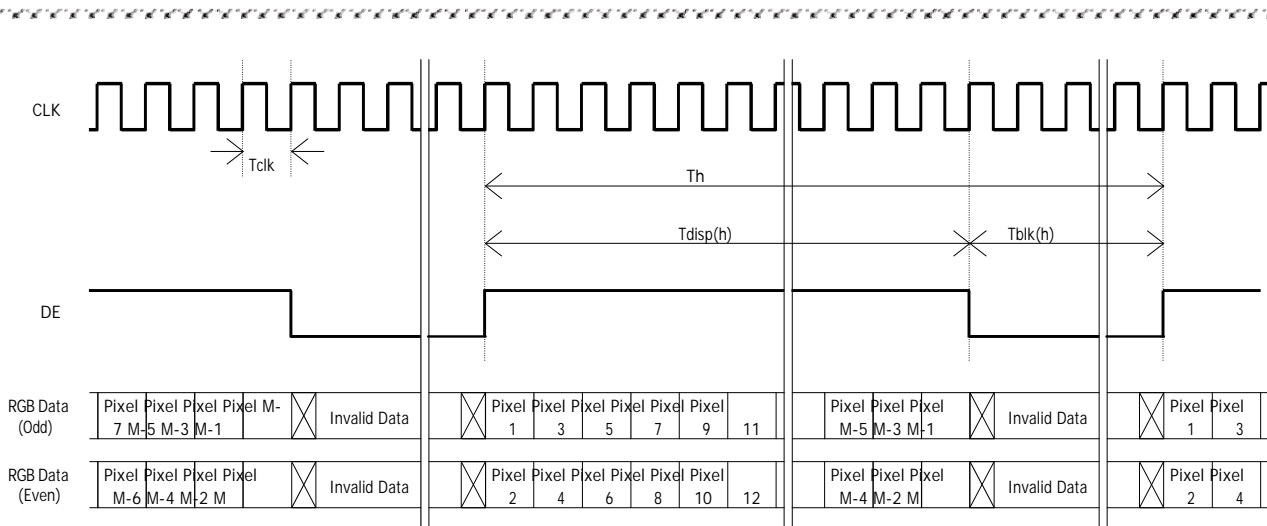 CLK
Tclk
Th
Tdisp(h)
Tblk(h)
DE
RGB Data
(Odd)
Pixel Pixel Pixel Pixel M-
7 M-5 M-3 M-1
Invalid Data
Pixel Pixel Pixel Pixel Pixel Pixel
1 3 5 7 9 11
Pixel Pixel Pixel
M-5 M-3 M-1
Invalid Data
Pixel Pixel
1 3
RGB Data
(Even)
Pixel Pixel Pixel Pixel
M-6 M-4 M-2 M
Invalid Data
Pixel Pixel Pixel Pixel Pixel Pixel
2 4 6 8 10 12
Pixel Pixel Pixel
M-4 M-2 M
Invalid Data
Pixel Pixel
2 4